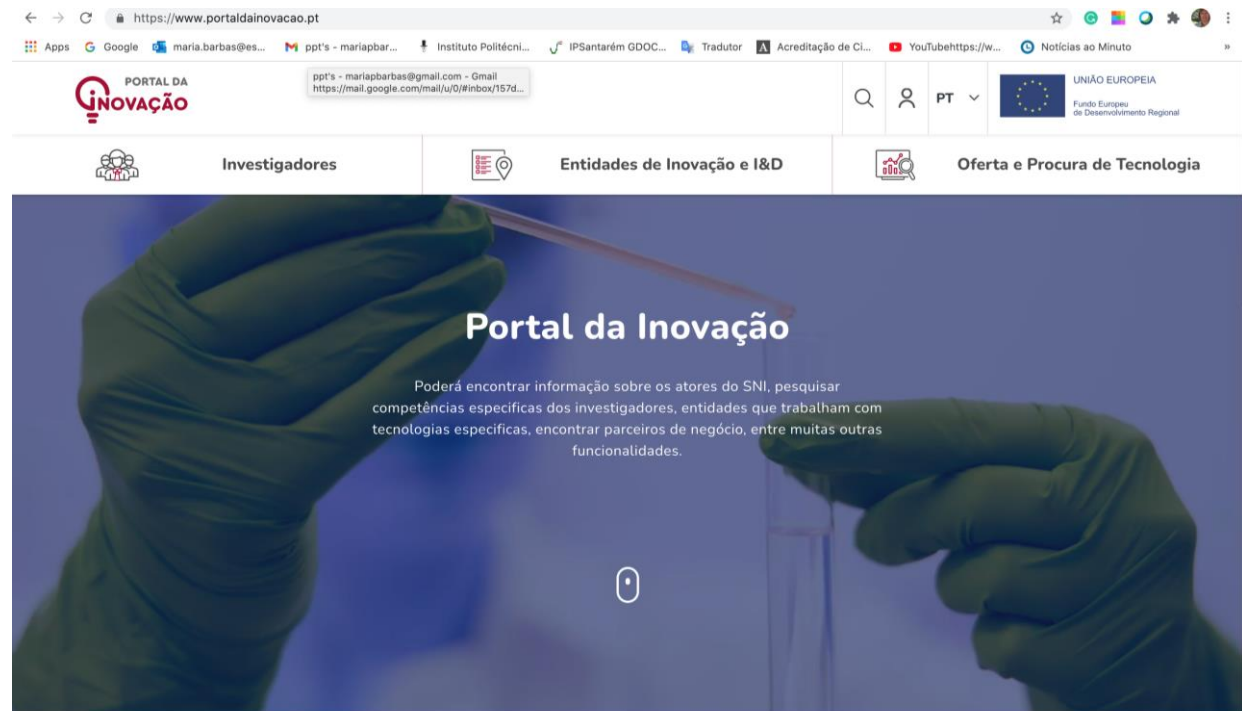 https://www.portaldainovacao.pt
Apps Google maria.barbas@es... ppt's - mariapbar... Instituto Politécni... IPSantarém GDOC... Tradutor Acreditação de Ci... YouTubehttps://w... Notícias ao Minuto »
ppt's - mariapbarbas@gmail.com - Gmail
https://mail.google.com/mail/u/0/#inbox/157d...
PORTAL DA
INOVAÇÃO
PT
UNIÃO EUROPEIA
Fundo Europeu
de Desenvolvimento Regional
Investigadores
Entidades de Inovação e I&D
Oferta e Procura de Tecnologia
Portal da Inovação
Poderá encontrar informação sobre os atores do SNI, pesquisar
competências especificas dos investigadores, entidades que trabalham com
tecnologias especificas, encontrar parceiros de negócio, entre muitas outras
funcionalidades.